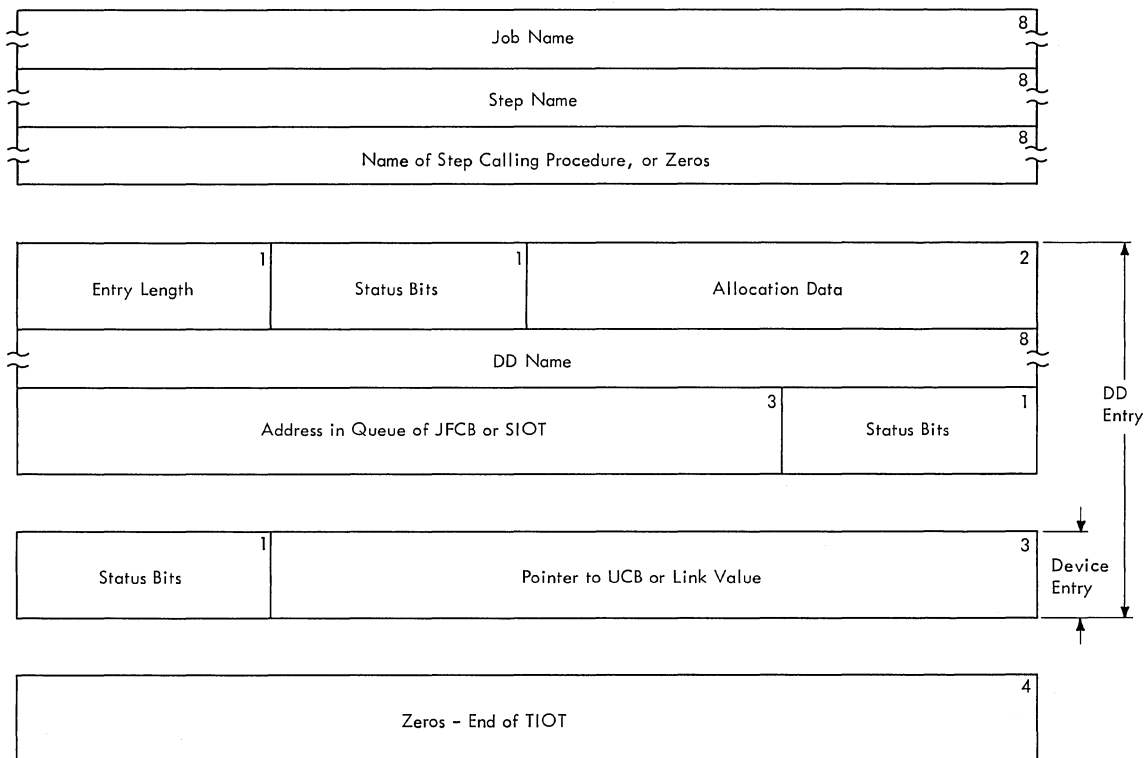 8
Job Name
8
Step Name
8
Name of Step Calling Procedure, or Zeros
1
1
2
Entry Length
Status Bits
Allocation Data
8
DD Name
3
1
Address in Queue of JFCB or SIOT
Status Bits
DD
Entry
1
3
Status Bits
Pointer to UCB or Link Value
Device
Entry
4
Zeros - End of TIOT